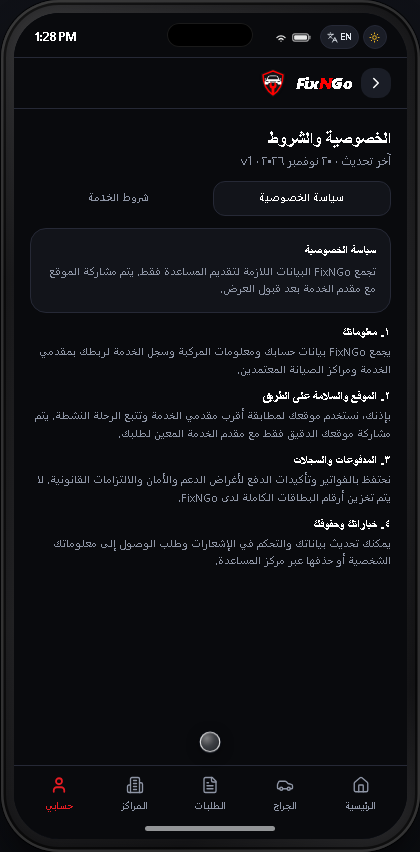 1:28 PM
EN
FixNGo
الخصوصية والشروط
آخر تحديث · ٢٠ نوفمبر ٢٠٢٦ · v1
سياسة الخصوصية
شروط الخدمة
سياسة الخصوصية
تجمع FixNGo البيانات اللازمة لتقديم المساعدة فقط. يتم مشاركة الموقع
مع مقدم الخدمة بعد قبول العرض.
١. معلوماتك
يجمع FixNGo بيانات حسابك ومعلومات المركبة وسجل الخدمة لربطك بمقدمي
الخدمة ومراكز الصيانة المعتمدين.
٢. الموقع والسلامة على الطريق
بإذنك، نستخدم موقعك لمطابقة أقرب مقدمي الخدمة وتتبع الرحلة النشطة. يتم
مشاركة موقعك الدقيق فقط مع مقدم الخدمة المعين لطلبك.
٣. المدفوعات والسجلات
نحتفظ بالفواتير وتأكيدات الدفع لأغراض الدعم والأمان والالتزامات القانونية. لا
يتم تخزين أرقام البطاقات الكاملة لدى FixNGo.
٤. خياراتك وحقوقك
يمكنك تحديث بياناتك والتحكم في الإشعارات وطلب الوصول إلى معلوماتك
الشخصية أو حذفها عبر مركز المساعدة.
الرئيسية
الجراج
الطلبات
المراكز
حسابي